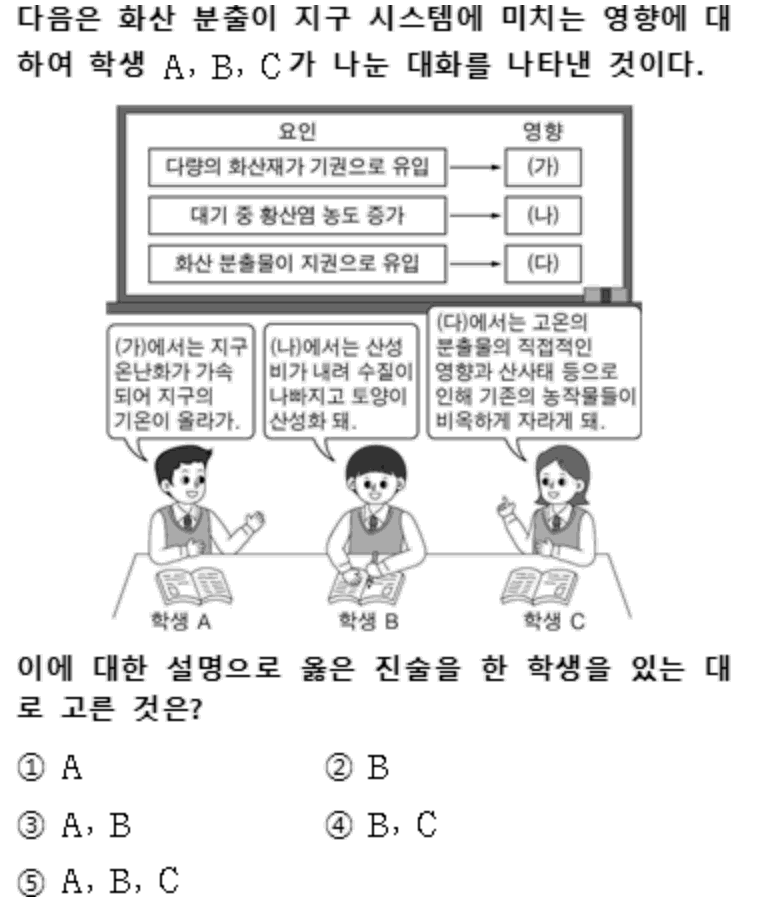 다음은 화산 분출이 지구 시스템에 미치는 영향에 대
하여 학생 A, B, C가 나눈 대화를 나타낸 것이다.
요인 영향
다량의 화산재가 기권으로 유입 (가)
대기 중 황산염 농도 증가 (나)
화산 분출물이 지권으로 유입 (다)
(가)에서는 지구
온난화가 가속
되어 지구의
기온이 올라가.
(나)에서는 산성
비가 내려 수질이
나빠지고 토양이
산성화 돼.
(다)에서는 고온의
분출물의 직접적인
영향과 산사태 등으로
인해 기존의 농작물들이
비옥하게 자라게 돼.
학생 A 학생 B 학생 C
이에 대한 설명으로 옳은 진술을 한 학생을 있는 대
로 고른 것은?
① A ② B
③ A, B ④ B, C
⑤ A, B, C